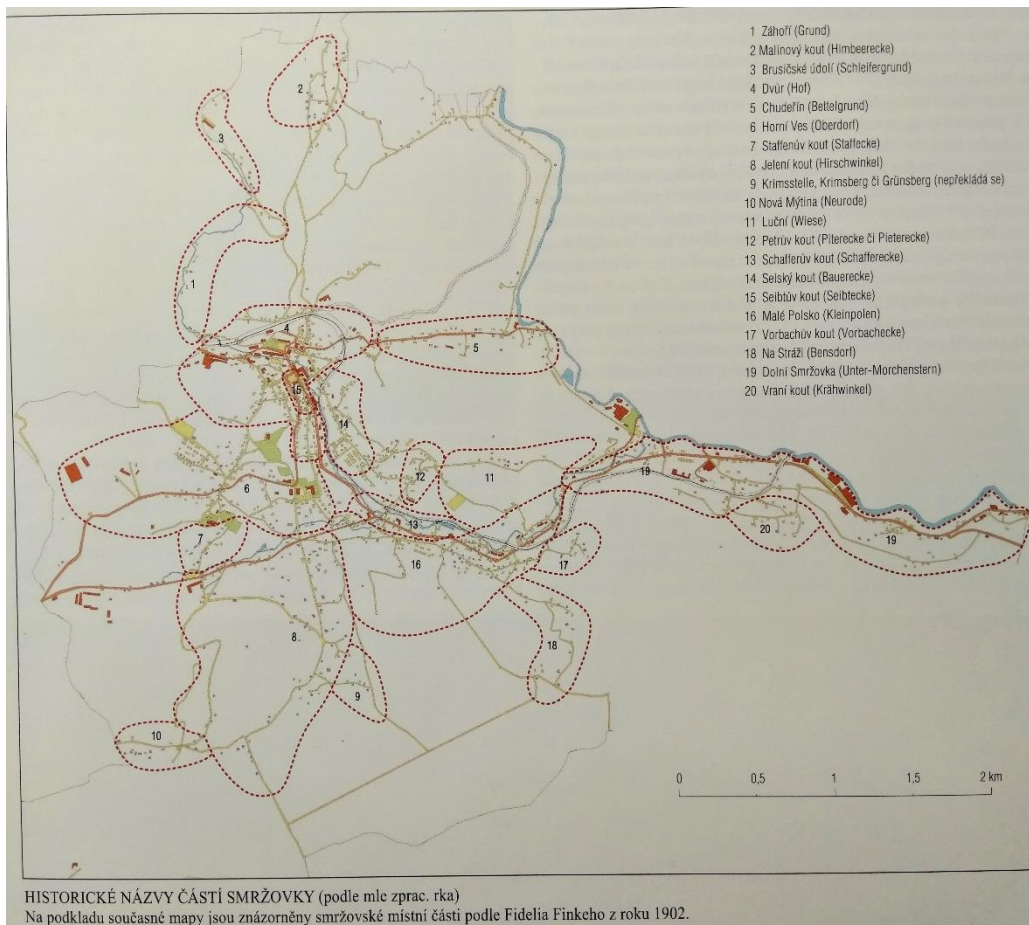 1 Záhoří (Grund)
2 Malinový kout (Himbeerecke)
3 Brusičské údolí (Schleifergrund)
4 Dvůr (Hof)
5 Chudeřín (Bettelgrund)
6 Horní Ves (Oberdorf)
7 Staffenův kout (Staffecke)
8 Jelení kout (Hirschwinkel)
9 Krimsstelle, Krimsberg či Grünsberg (nepřekládá se)
10 Nová Mýtina (Neurode)
11 Luční (Wiese)
12 Petrův kout (Piterecke či Pieterecke)
13 Schafferův kout (Schafferecke)
14 Selský kout (Bauerecke)
15 Seibtův kout (Seibtecke)
16 Malé Polsko (Kleinpolen)
17 Vorbachův kout (Vorbachecke)
18 Na Stráži (Bensdorf)
19 Dolní Smržovka (Unter-Morchenstern)
20 Vraní kout (Krähwinkel)
2
3
1
4
5
15
14
12
11
19
6
13
20
19
7
16
17
8
18
9
10
0 0,5 1 1,5 2 km
HISTORICKÉ NÁZVY ČÁSTÍ SMRŽOVKY (podle mle zprac. rka)
Na podkladu současné mapy jsou znázorněny smržovské místní části podle Fidelia Finkeho z roku 1902.